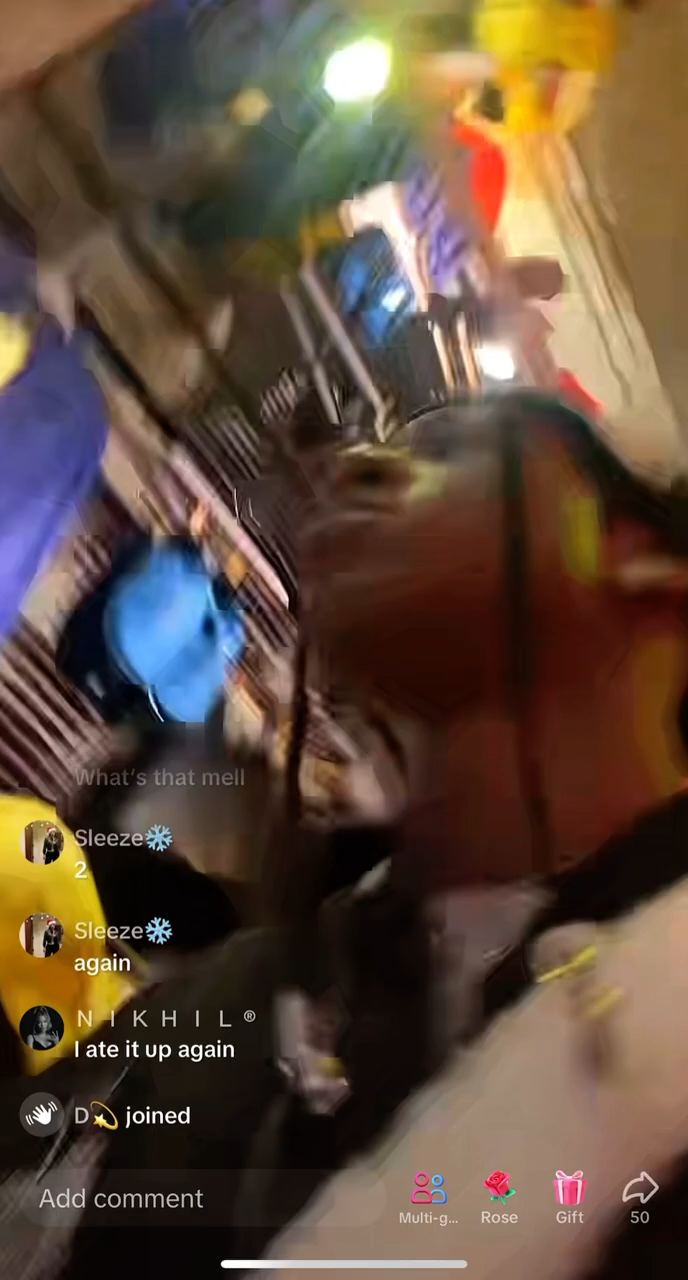 What's that mell
Sleeze❄️
2
Sleeze❄️
again
N I K H I L ®
I ate it up again
D💫 joined
Add comment
Multi-g...
Rose
Gift
50